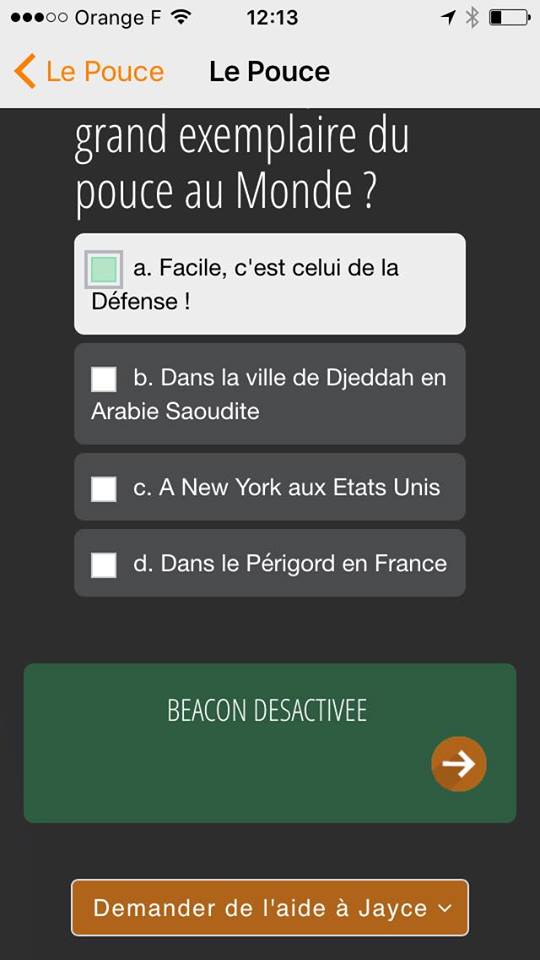 Orange F 12:13
Le Pouce Le Pouce
grand exemplaire du
pouce au Monde ?
a. Facile, c'est celui de la
Défense !
b. Dans la ville de Djeddah en
Arabie Saoudite
c. A New York aux Etats Unis
d. Dans le Périgord en France
BEACON DESACTIVEE
Demander de l'aide à Jayce